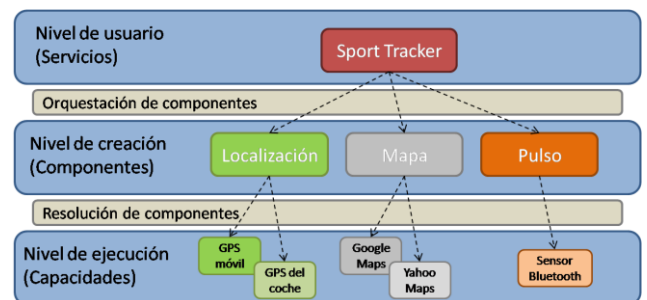 Nivel de usuario
(Servicios)
Sport Tracker
Orquestación de componentes
Nivel de creación
(Componentes)
Localización
Mapa
Pulso
Resolución de componentes
Nivel de ejecución
(Capacidades)
GPS
móvil
GPS del
coche
Google
Maps
Yahoo
Maps
Sensor
Bluetooth